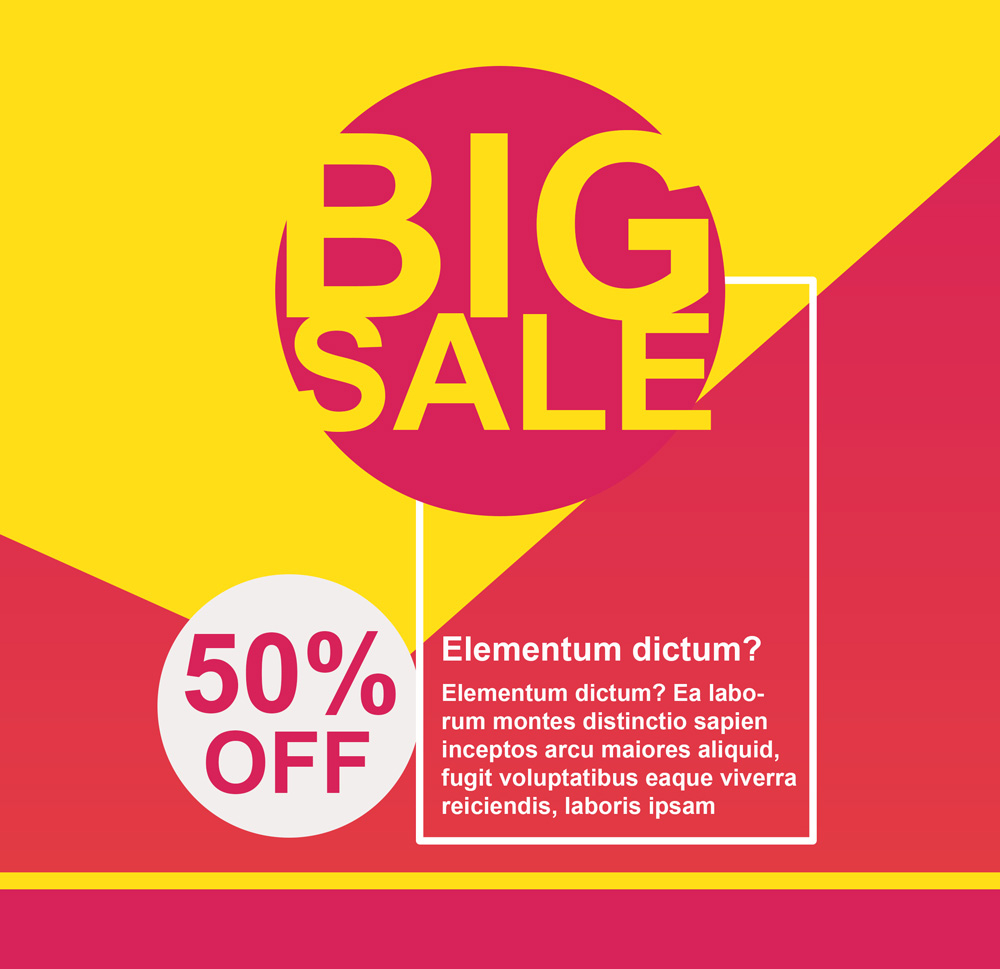 BIG
SALE
50%
OFF
Elementum dictum?
Elementum dictum? Ea labo-
rum montes distinctio sapien
inceptos arcu maiores aliquid,
fugit voluptatibus eaque viverra
reiciendis, laboris ipsam